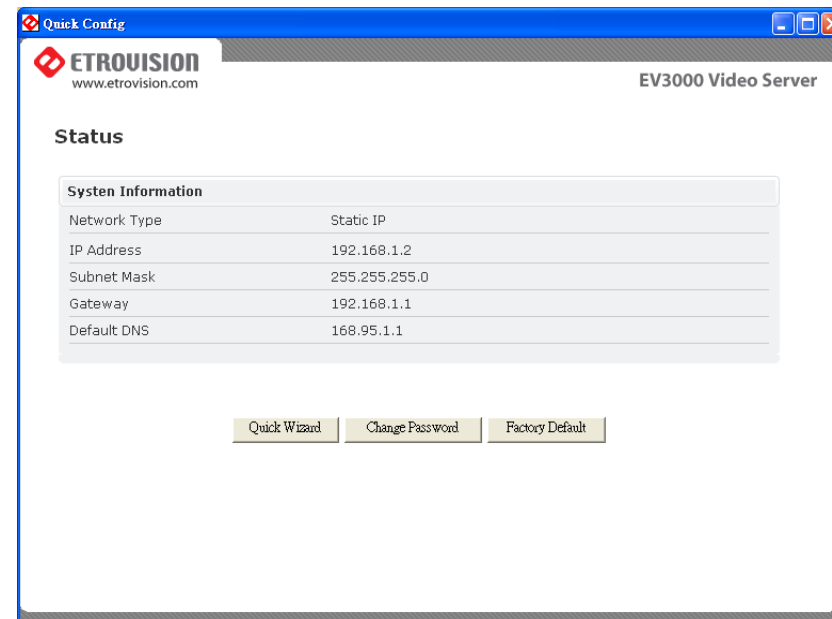 Quick Config
ETROVISION
www.etrovision.com
EV3000 Video Server
Status
Systen Information
Network Type Static IP
IP Address 192.168.1.2
Subnet Mask 255.255.255.0
Gateway 192.168.1.1
Default DNS 168.95.1.1
Quick Wizard Change Password Factory Default